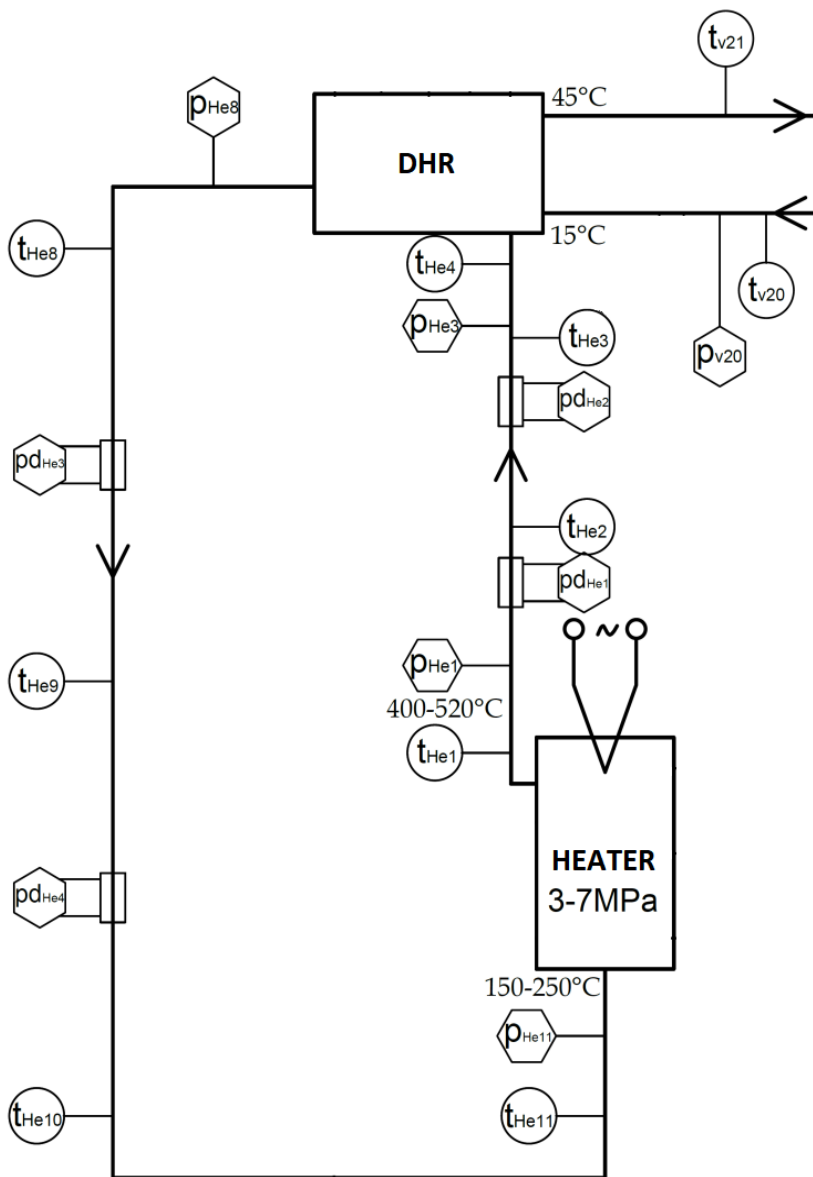 tv21
pHe8
45°C
DHR
tHe8
15°C
tHe4
tv20
pHe3
tHe3
pv20
pdHe2
pdHe3
tHe2
pdHe1
~
pHe1
tHe9
400-520°C
tHe1
HEATER
3-7MPa
pdHe4
150-250°C
pHe11
tHe10
tHe11